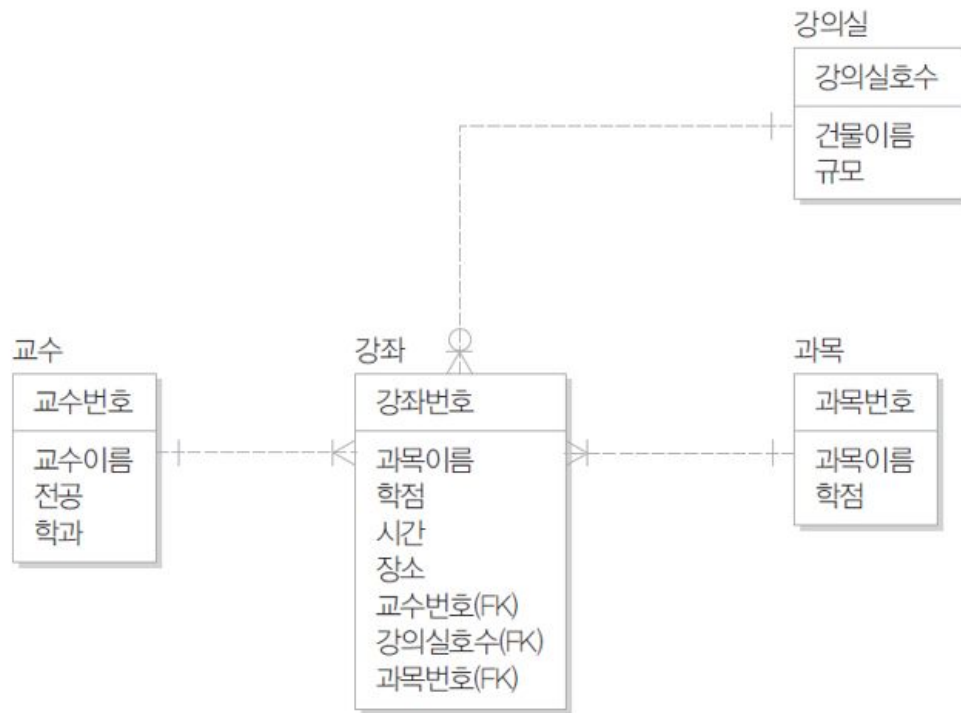 강의실
강의실호수
건물이름
규모
교수
교수번호
교수이름
전공
학과
강좌
강좌번호
과목이름
학점
시간
장소
교수번호(FK)
강의실호수(FK)
과목번호(FK)
과목
과목번호
과목이름
학점